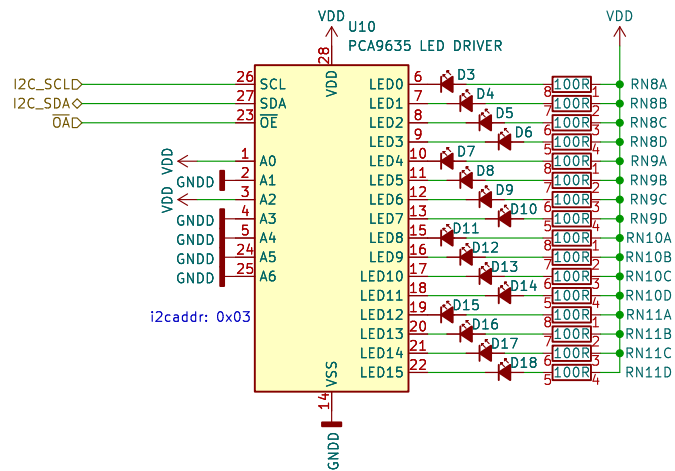 VDD
U10
PCA9635 LED DRIVER
VDD
28
VDD
I2C_SCL 26 SCL LED0 6 D3 8 100R 1 RN8A
I2C_SDA 27 SDA LED1 7 D4 7 100R 2 RN8B
OA 23 OE LED2 8 D5 6 100R 3 RN8C
LED3 9 D6 5 100R 4 RN8D
VDD 1 A0 LED4 10 D7 8 100R 1 RN9A
GNDD 2 A1 LED5 11 D8 7 100R 2 RN9B
VDD 3 A2 LED6 12 D9 6 100R 3 RN9C
GNDD 4 A3 LED7 13 D10 5 100R 4 RN9D
GNDD 5 A4 LED8 15 D11 8 100R 1 RN10A
GNDD 24 A5 LED9 16 D12 7 100R 2 RN10B
GNDD 25 A6 LED10 17 D13 6 100R 3 RN10C
LED11 18 D14 5 100R 4 RN10D
i2caddr: 0x03 LED12 19 D15 8 100R 1 RN11A
LED13 20 D16 7 100R 2 RN11B
LED14 21 D17 6 100R 3 RN11C
LED15 22 D18 5 100R 4 RN11D
VSS
14
GNDD